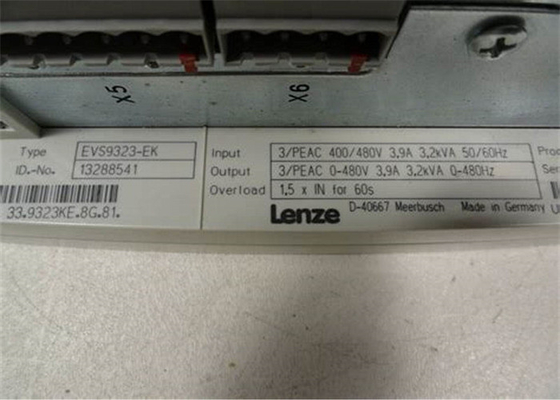 X5
X6
Type EVS9323-EK
ID.-No. 13288541
33.9323KE.8G.81.
Input 3/PEAC 400/480V 3,9A 3,2kVA 50/60Hz
Output 3/PEAC 0-480V 3,9A 3,2kVA 0-480Hz
Overload 1,5 x IN for 60s
Lenze D-40667 Meerbusch Made in Germany
Prod
Ser